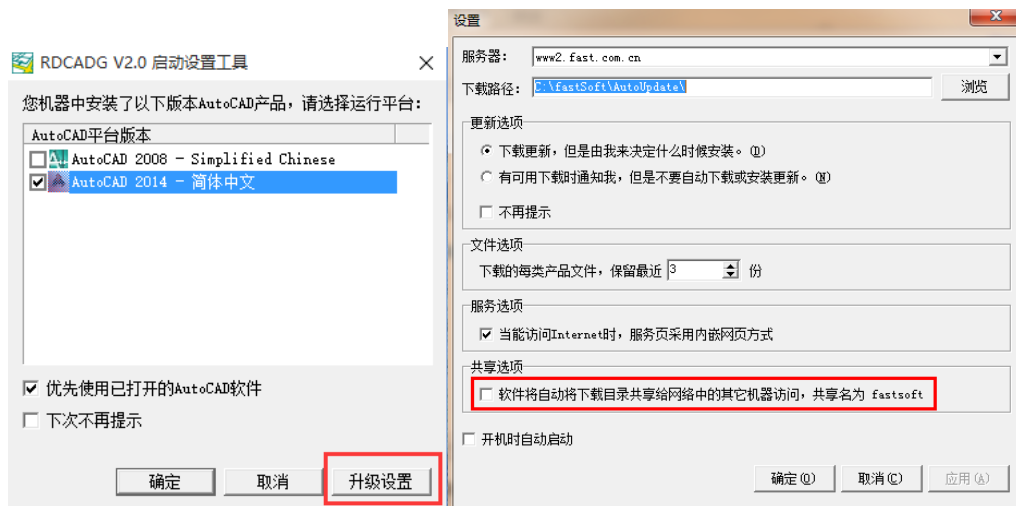 RDCADG V2.0 启动设置工具
您机器中安装了以下版本AutoCAD产品，请选择运行平台：
AutoCAD平台版本
AutoCAD 2008 - Simplified Chinese
AutoCAD 2014 - 简体中文
优先使用已打开的AutoCAD软件
下次不再提示
确定 取消 升级设置
设置
服务器： www2.fast.com.cn
下载路径： C:\fastSoft\AutoUpdate\ 浏览
更新选项
下载更新，但是由我来决定什么时候安装。(D)
有可用下载时通知我，但是不要自动下载或安装更新。(N)
不再提示
文件选项
下载的每类产品文件，保留最近 3 份
服务选项
当能访问Internet时，服务页采用内嵌网页方式
共享选项
软件将自动将下载目录共享给网络中的其它机器访问，共享名为 fastsoft
开机时自动启动
确定(O) 取消(C) 应用(A)